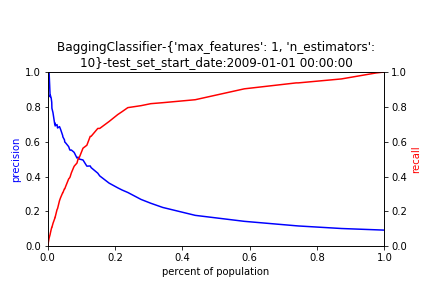 BaggingClassifier-{'max_features': 1, 'n_estimators':
10}-test_set_start_date:2009-01-01 00:00:00
1.0 1.0
0.8 0.8
0.6 0.6
precision recall
0.4 0.4
0.2 0.2
0.0 0.0
0.0 0.2 0.4 0.6 0.8 1.0
percent of population